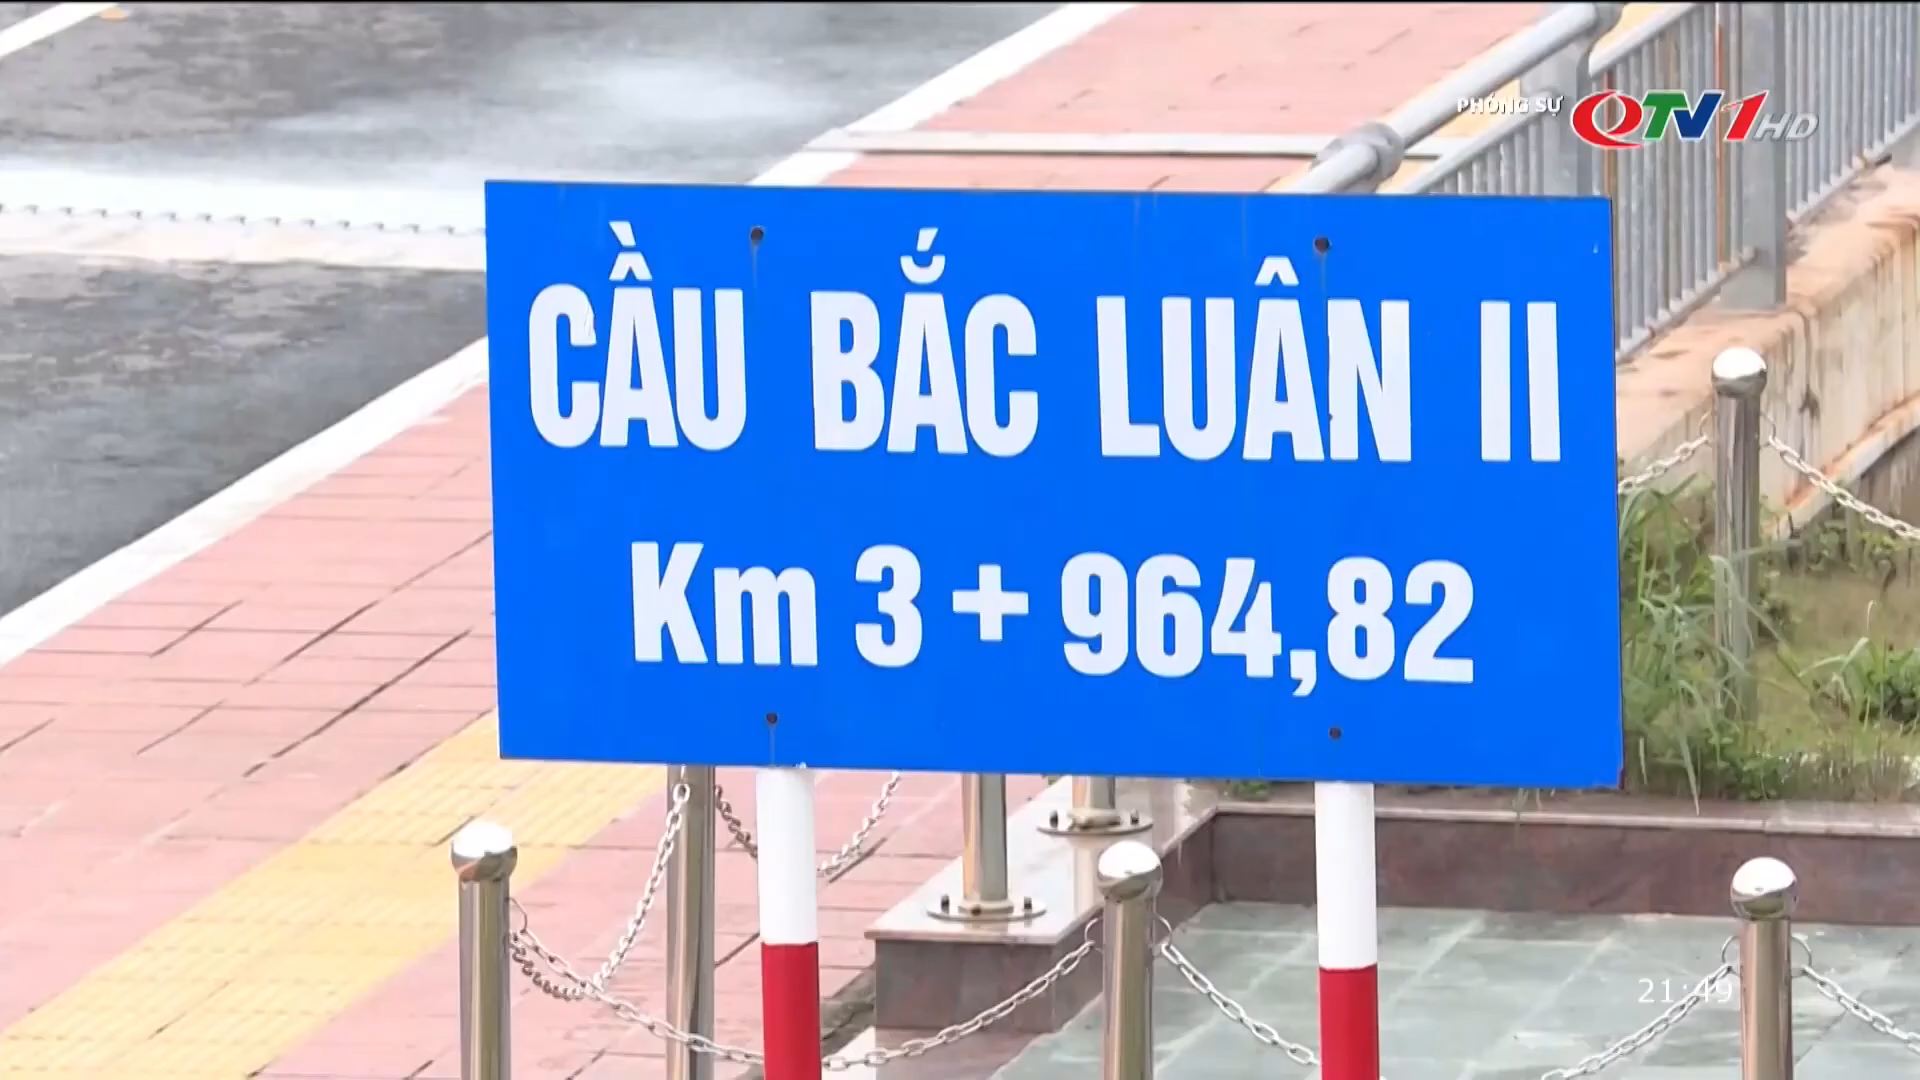 PHÓNG SỰ QTV1HD
CẦU BẮC LUÂN II
Km 3 + 964,82
21:49